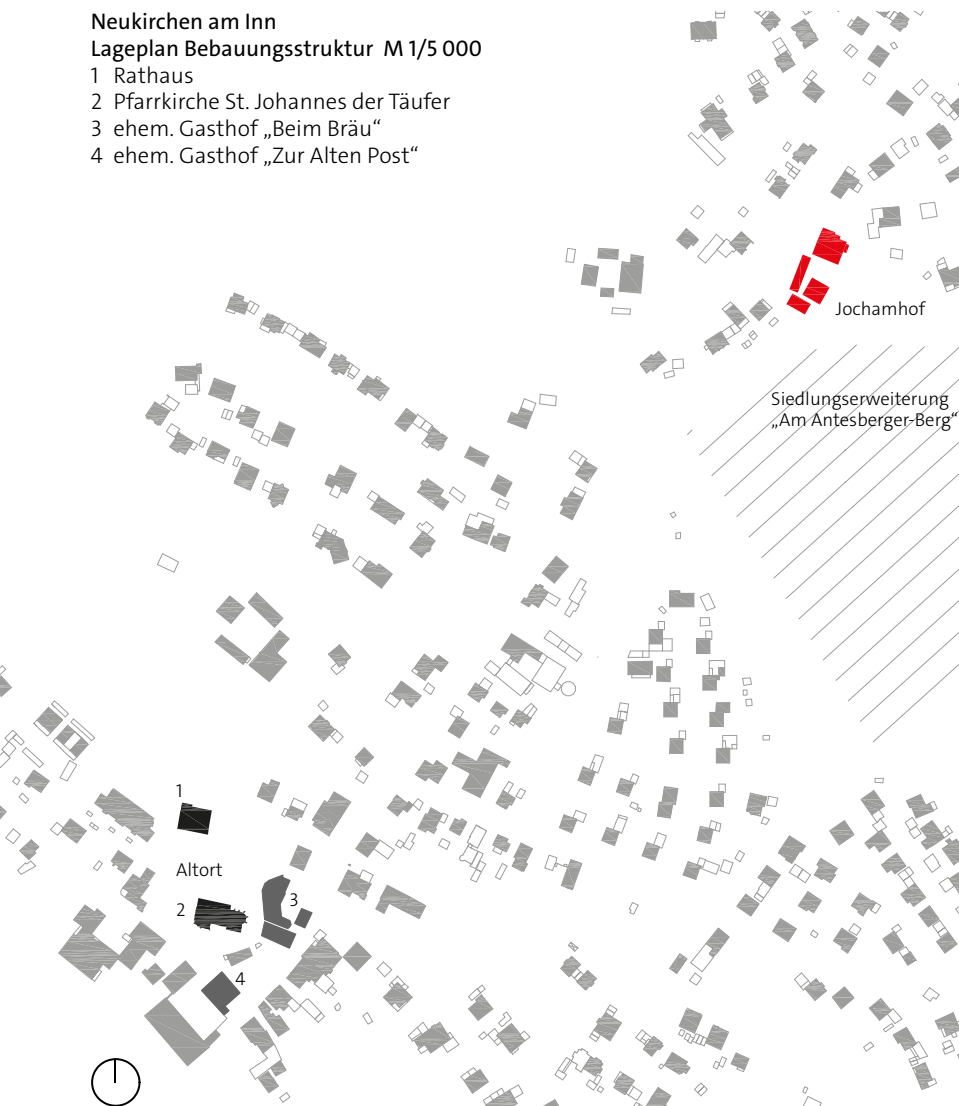 Neukirchen am Inn
Lageplan Bebauungsstruktur M 1/5 000
1 Rathaus
2 Pfarrkirche St. Johannes der Täufer
3 ehem. Gasthof „Beim Bräu“
4 ehem. Gasthof „Zur Alten Post“
Jochamhof
Siedlungserweiterung
„Am Antesberger-Berg“
1
Altort
2
3
4